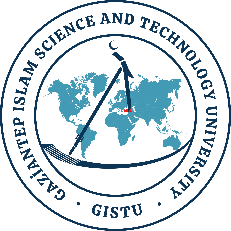 GAZİANTEP ISLAM SCIENCE AND TECHNOLOGY UNIVERSITY
· GISTU ·